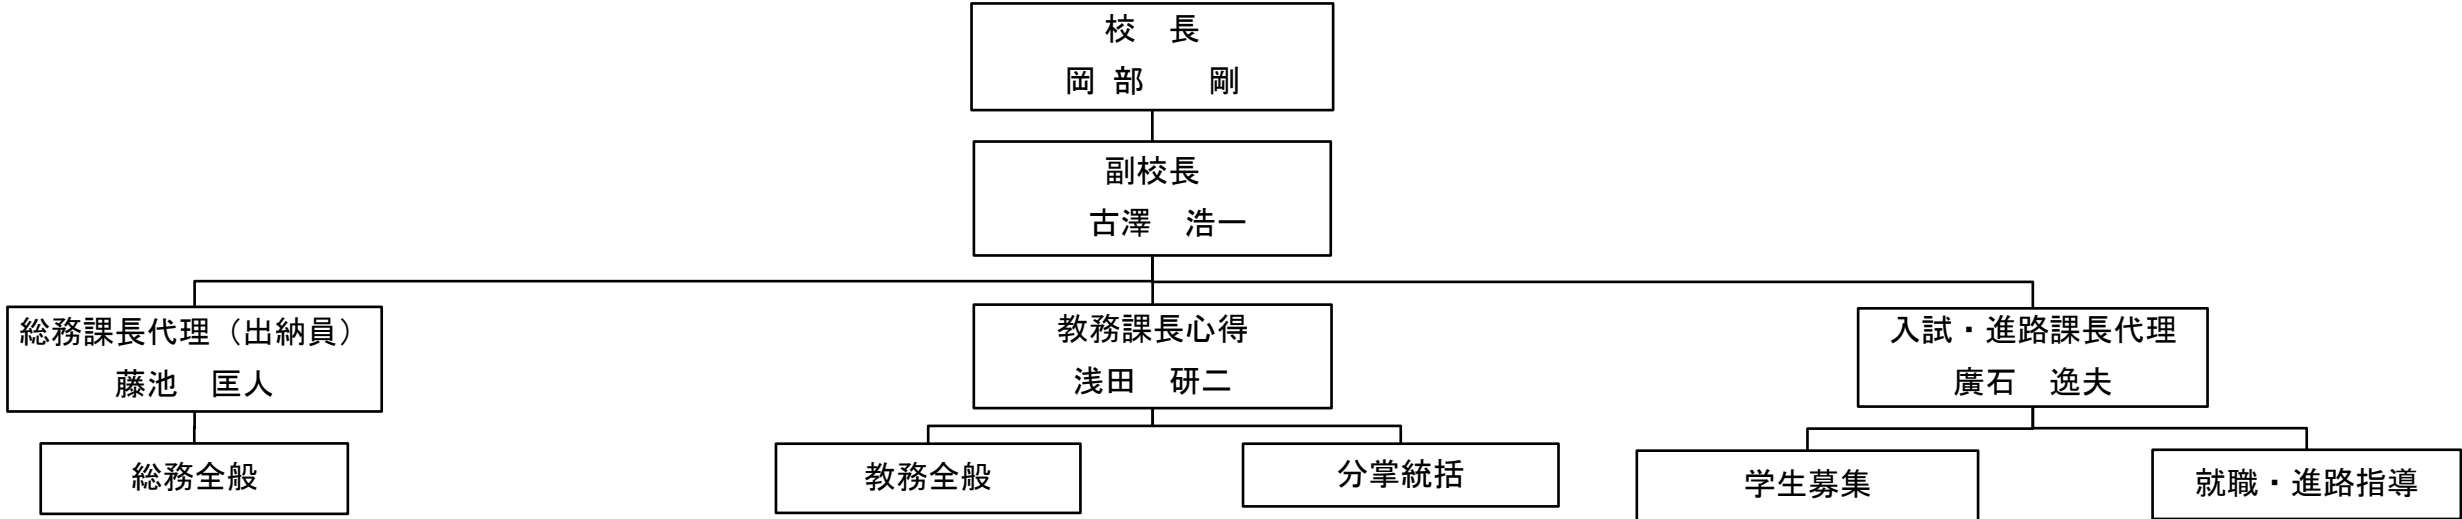 校　長
岡 部　　剛
副校長
古澤　浩一
総務課長代理（出納員）
藤池　匡人
教務課長心得
浅田　研二
入試・進路課長代理
廣石　逸夫
総務全般
教務全般
分掌統括
学生募集
就職・進路指導